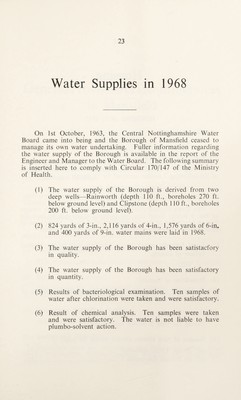 23
Water Supplies in 1968
On 1st October, 1963, the Central Nottinghamshire Water
Board came into being and the Borough of Mansfield ceased to
manage its own water undertaking. Fuller information regarding
the water supply of the Borough is available in the report of the
Engineer and Manager to the Water Board. The following summary
is inserted here to comply with Circular 170/147 of the Ministry
of Health.
(1) The water supply of the Borough is derived from two
deep wells—Rainworth (depth 110 ft., boreholes 270 ft.
below ground level) and Clipstone (depth 110 ft., boreholes
200 ft. below ground level).
(2) 824 yards of 3-in., 2,116 yards of 4-in., 1,576 yards of 6-in,
and 400 yards of 9-in. water mains were laid in 1968.
(3) The water supply of the Borough has been satisfactory
in quality.
(4) The water supply of the Borough has been satisfactory
in quantity.
(5) Results of bacteriological examination. Ten samples of
water after chlorination were taken and were satisfactory.
(6) Result of chemical analysis. Ten samples were taken
and were satisfactory. The water is not liable to have
plumbo-solvent action.